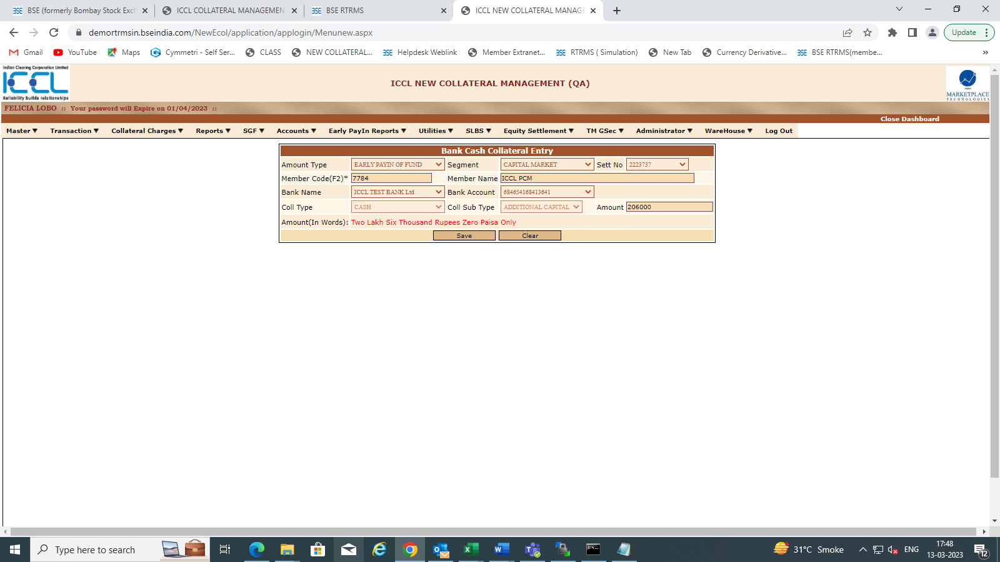 BSE (formerly Bombay Stock Exch
ICCL COLLATERAL MANAGEMENT
BSE RTRMS
ICCL NEW COLLATERAL MANAGE
demortrmsin.bseindia.com/NewEcol/application/applogin/Menunew.aspx
Update
Gmail
YouTube
Maps
Cymmetri - Self Ser...
CLASS
NEW COLLATERAL...
Helpdesk Weblink
Member Extranet...
RTRMS ( Simulation)
New Tab
Currency Derivative...
BSE RTRMS(membe...
»
Indian Clearing Corporation Limited
ICCL
Reliability builds relationships
ICCL NEW COLLATERAL MANAGEMENT (QA)
MARKETPLACE
TECHNOLOGIES
FELICIA LOBO :: Your password will Expire on 01/04/2023 ::
Close Dashboard
Master ▼ Transaction ▼ Collateral Charges ▼ Reports ▼ SGF ▼ Accounts ▼ Early PayIn Reports ▼ Utilities ▼ SLBS ▼ Equity Settlement ▼ TM GSec ▼ Administrator ▼ WareHouse ▼ Log Out
Bank Cash Collateral Entry
Amount Type EARLY PAYIN OF FUND Segment CAPITAL MARKET Sett No 2223737
Member Code(F2)* 7784 Member Name ICCL PCM
Bank Name ICCL TEST BANK Ltd Bank Account 684654168413641
Coll Type CASH Coll Sub Type ADDITIONAL CAPITAL Amount 206000
Amount(In Words): Two Lakh Six Thousand Rupees Zero Paisa Only
Save Clear
Type here to search
31°C Smoke
ENG
17:48
13-03-2023
12